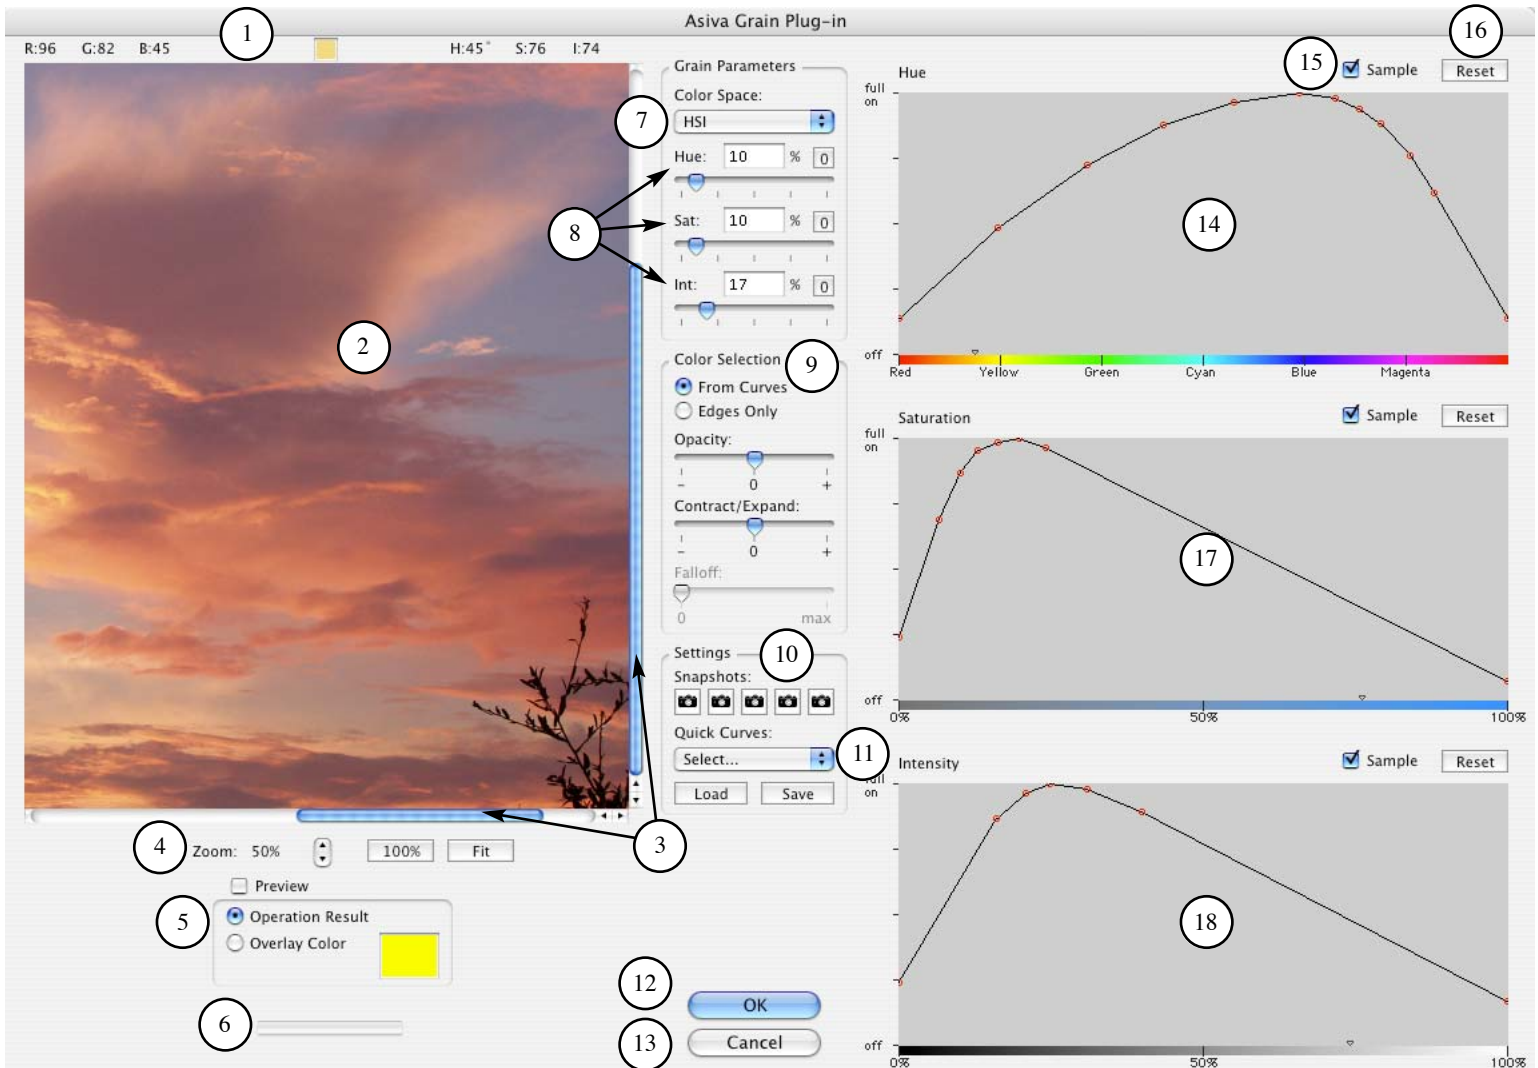 Asiva Grain Plug-in
1
16
R:96 G:82 B:45
H:45° S:76 I:74
Grain Parameters
Color Space:
7
HSI
Hue: 10 % 0
8
Sat: 10 % 0
Int: 17 % 0
2
Color Selection
9
From Curves
Edges Only
Opacity:
- 0 +
Contract/Expand:
- 0 +
Falloff:
0 max
Settings
10
Snapshots:
Quick Curves:
Select...
11
Load Save
3
4
Zoom: 50% 100% Fit
Preview
5
Operation Result
Overlay Color
6
12
OK
13
Cancel
Hue
15
Sample Reset
full
on
14
off
Red Yellow Green Cyan Blue Magenta
Saturation
Sample Reset
full
on
17
off
0% 50% 100%
Intensity
Sample Reset
full
on
18
off
0% 50% 100%